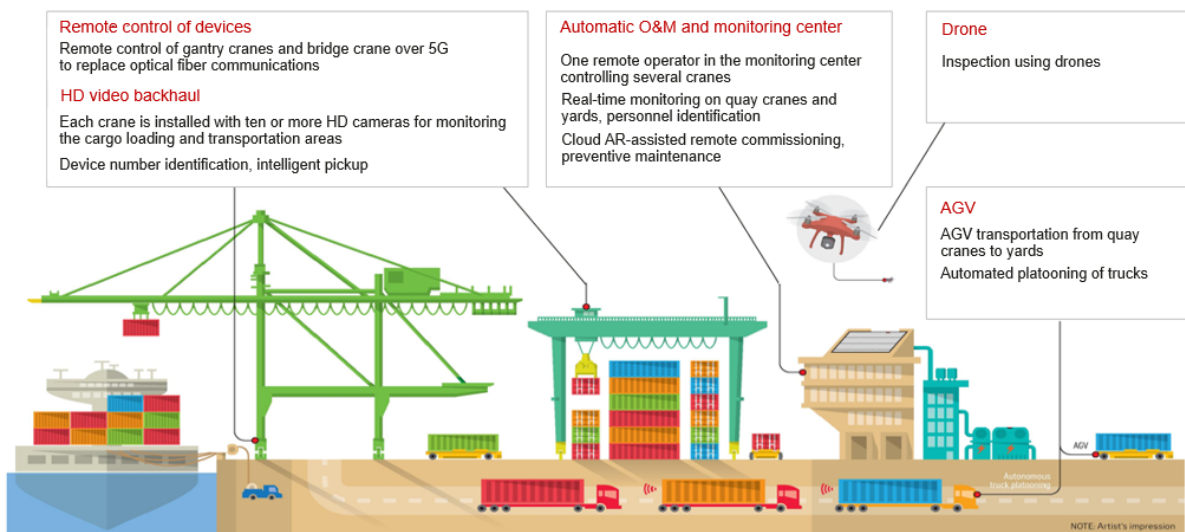 Remote control of devices
Remote control of gantry cranes and bridge crane over 5G
to replace optical fiber communications
HD video backhaul
Each crane is installed with ten or more HD cameras for monitoring
the cargo loading and transportation areas
Device number identification, intelligent pickup
Automatic O&M and monitoring center
One remote operator in the monitoring center
controlling several cranes
Real-time monitoring on quay cranes and
yards, personnel identification
Cloud AR-assisted remote commissioning,
preventive maintenance
Drone
Inspection using drones
AGV
AGV transportation from quay
cranes to yards
Automated platooning of trucks
AGV
Autonomous
truck platooning
NOTE: Artist's impression